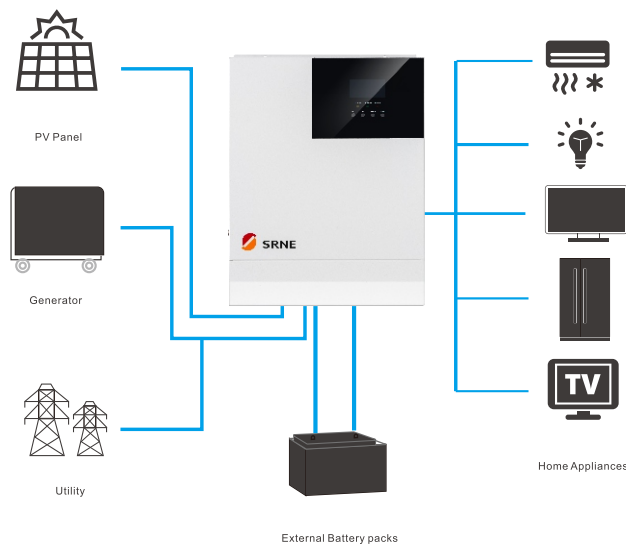 PV Panel
SRNE
Generator
TV
Utility
Home Appliances
External Battery packs